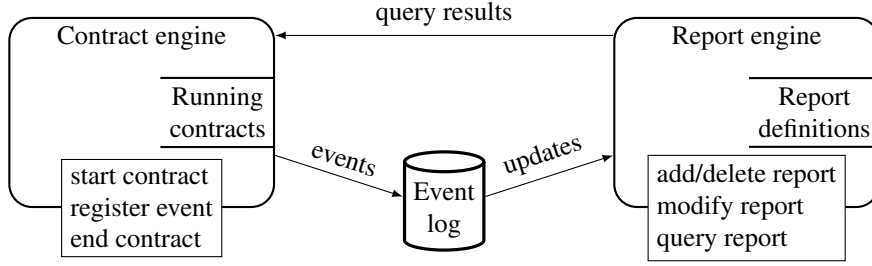 query results
Contract engine
Report engine
Running
contracts
Report
definitions
events
updates
start contract
register event
end contract
Event
log
add/delete report
modify report
query report